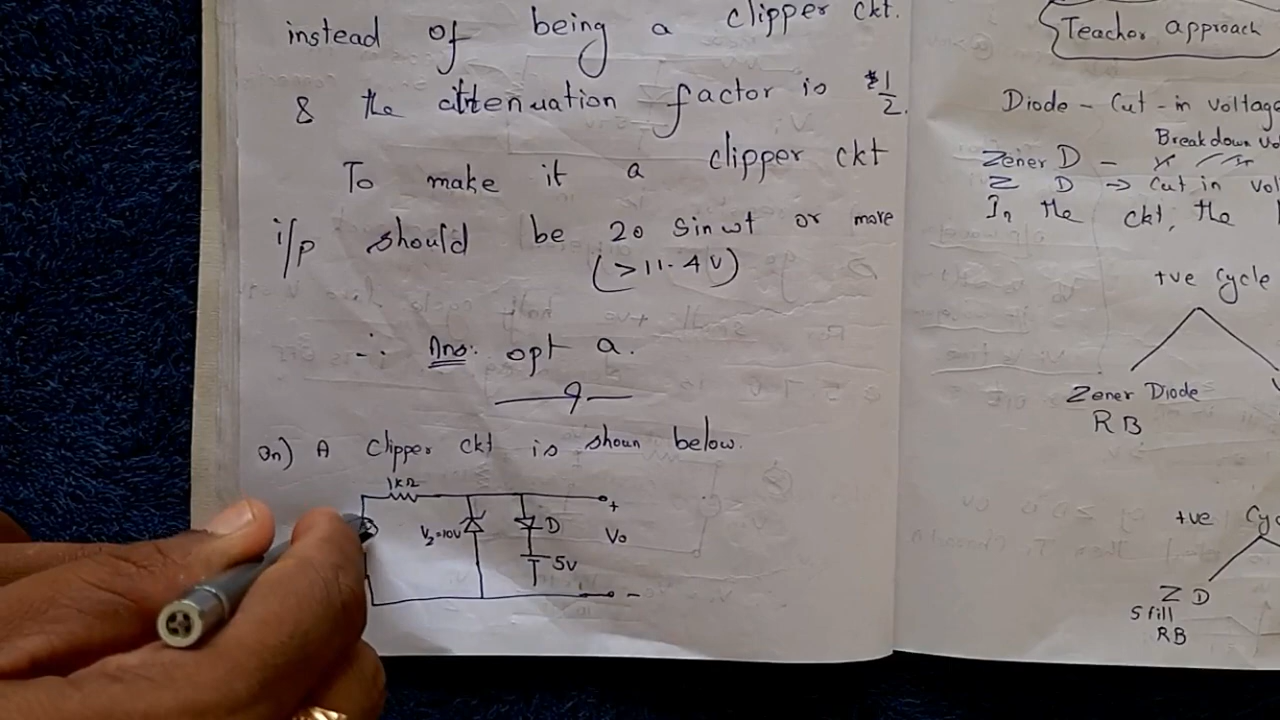 instead of being a clipper ckt.
& the attenuation factor is 1/2.
To make it a clipper ckt
i/p should be 20 Sinwt or more
(>11.4V)
∴ Ans: opt a.
Qn) A Clipper ckt is shown below.
1KΩ
+
Vz=10V
D
Vo
5V
-
Teacher approach
Diode - Cut-in voltage
Breakdown
Zener D - x
Z D → Cut in
In the ckt, the
+ve Cycle
Zener Diode
RB
+ve
Z D
Still
RB